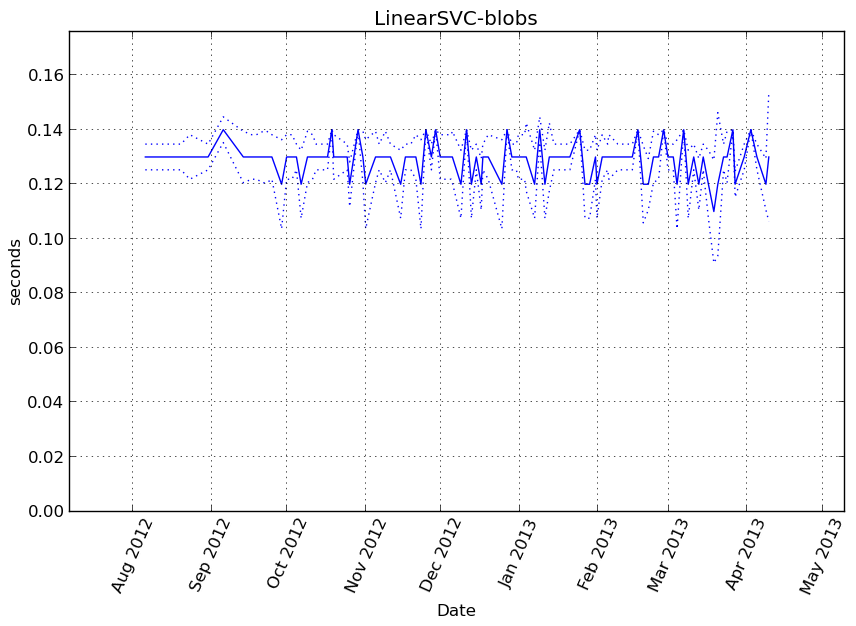 LinearSVC-blobs
0.16
0.14
0.12
0.10
0.08
0.06
0.04
0.02
0.00
seconds
Aug 2012
Sep 2012
Oct 2012
Nov 2012
Dec 2012
Jan 2013
Feb 2013
Mar 2013
Apr 2013
May 2013
Date